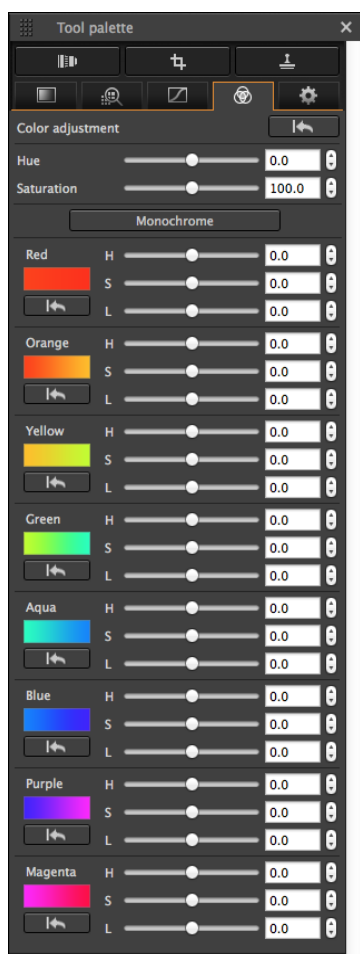 Tool palette
Color adjustment
Hue 0.0
Saturation 100.0
Monochrome
Red H 0.0
S 0.0
L 0.0
Orange H 0.0
S 0.0
L 0.0
Yellow H 0.0
S 0.0
L 0.0
Green H 0.0
S 0.0
L 0.0
Aqua H 0.0
S 0.0
L 0.0
Blue H 0.0
S 0.0
L 0.0
Purple H 0.0
S 0.0
L 0.0
Magenta H 0.0
S 0.0
L 0.0